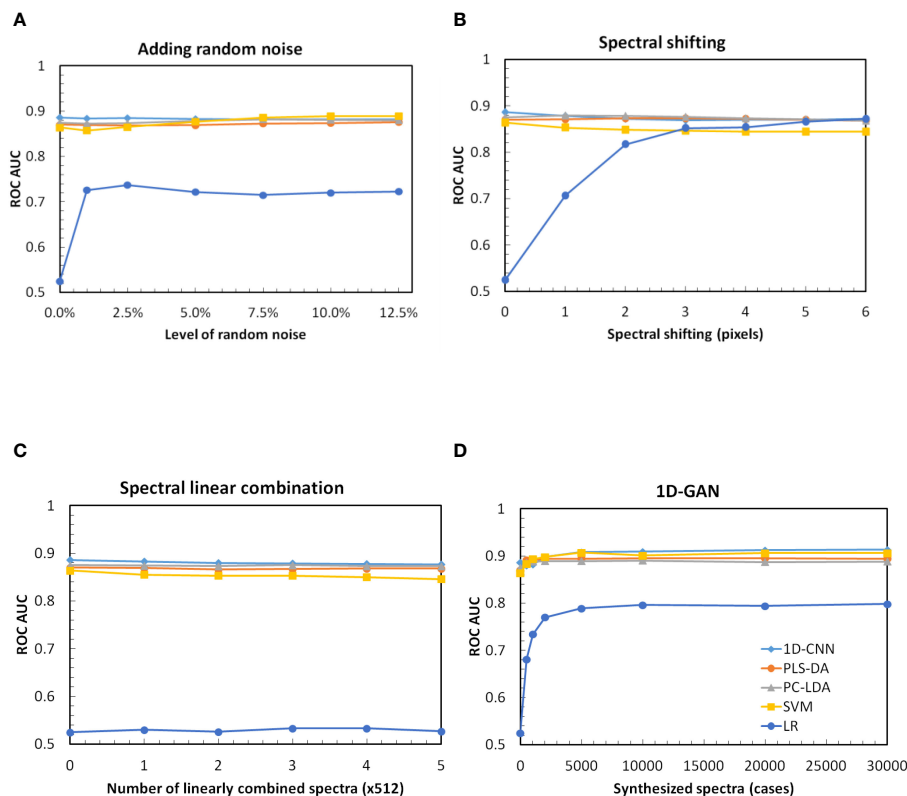 A
Adding random noise
1
0.9
0.8
0.7
0.6
0.5
ROC AUC
0.0% 2.5% 5.0% 7.5% 10.0% 12.5%
Level of random noise
B
Spectral shifting
1
0.9
0.8
0.7
0.6
0.5
ROC AUC
0 1 2 3 4 5 6
Spectral shifting (pixels)
C
Spectral linear combination
1
0.9
0.8
0.7
0.6
0.5
ROC AUC
0 1 2 3 4 5
Number of linearly combined spectra (x512)
D
1D-GAN
1
0.9
0.8
0.7
0.6
0.5
ROC AUC
1D-CNN
PLS-DA
PC-LDA
SVM
LR
0 5000 10000 15000 20000 25000 30000
Synthesized spectra (cases)